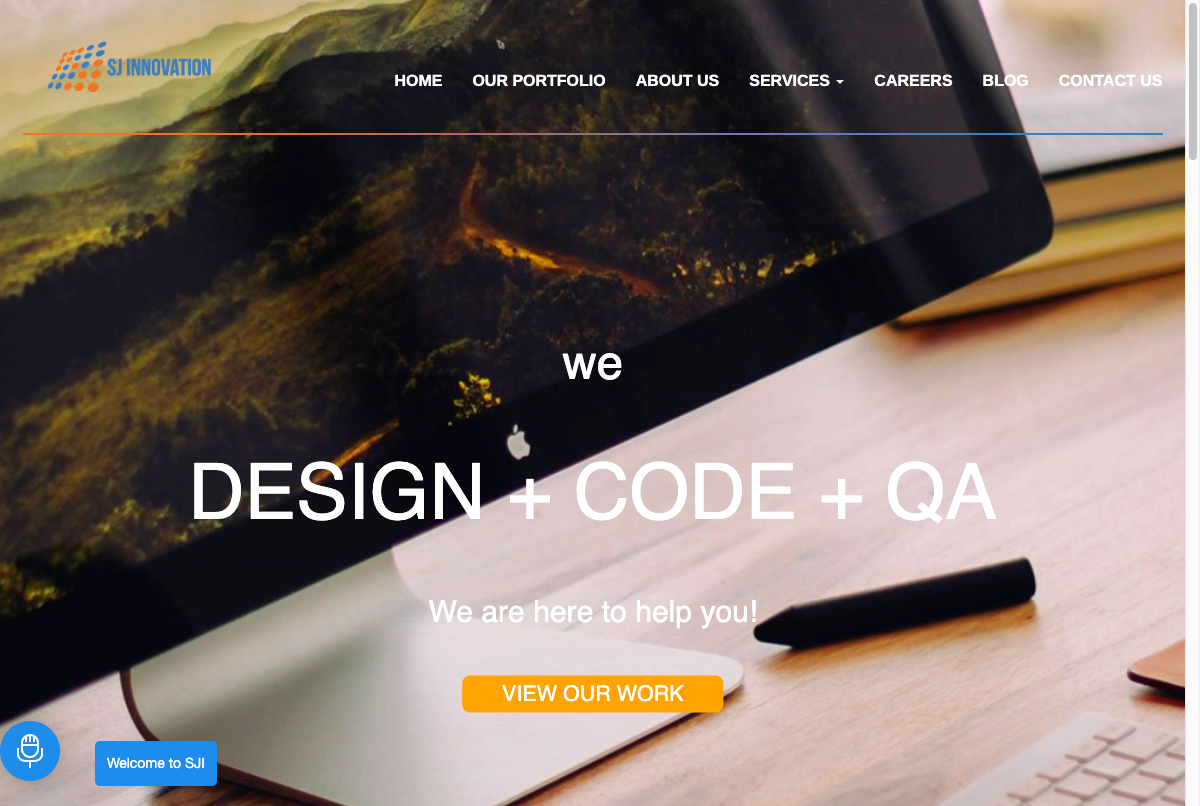 SJ INNOVATION
HOME OUR PORTFOLIO ABOUT US SERVICES CAREERS BLOG CONTACT US
we
DESIGN + CODE + QA
We are here to help you!
VIEW OUR WORK
Welcome to SJI